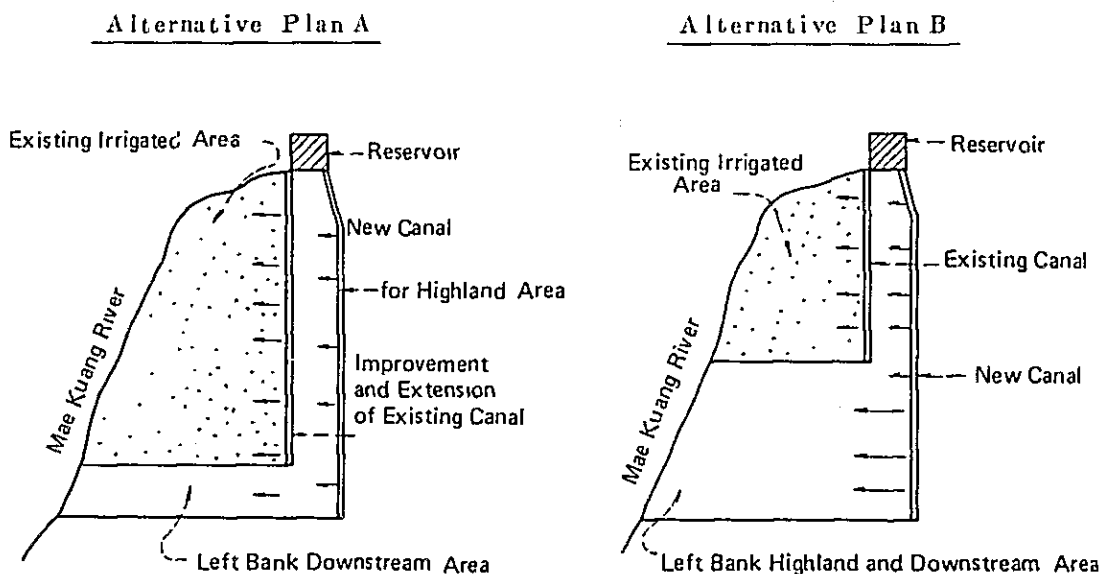 Alternative Plan A
Existing Irrigated Area
Reservoir
New Canal
for Highland Area
Improvement
and Extension
of Existing Canal
Mae Kuang River
Left Bank Downstream Area
Alternative Plan B
Reservoir
Existing Irrigated
Area
Existing Canal
New Canal
Mae Kuang River
Left Bank Highland and Downstream Area